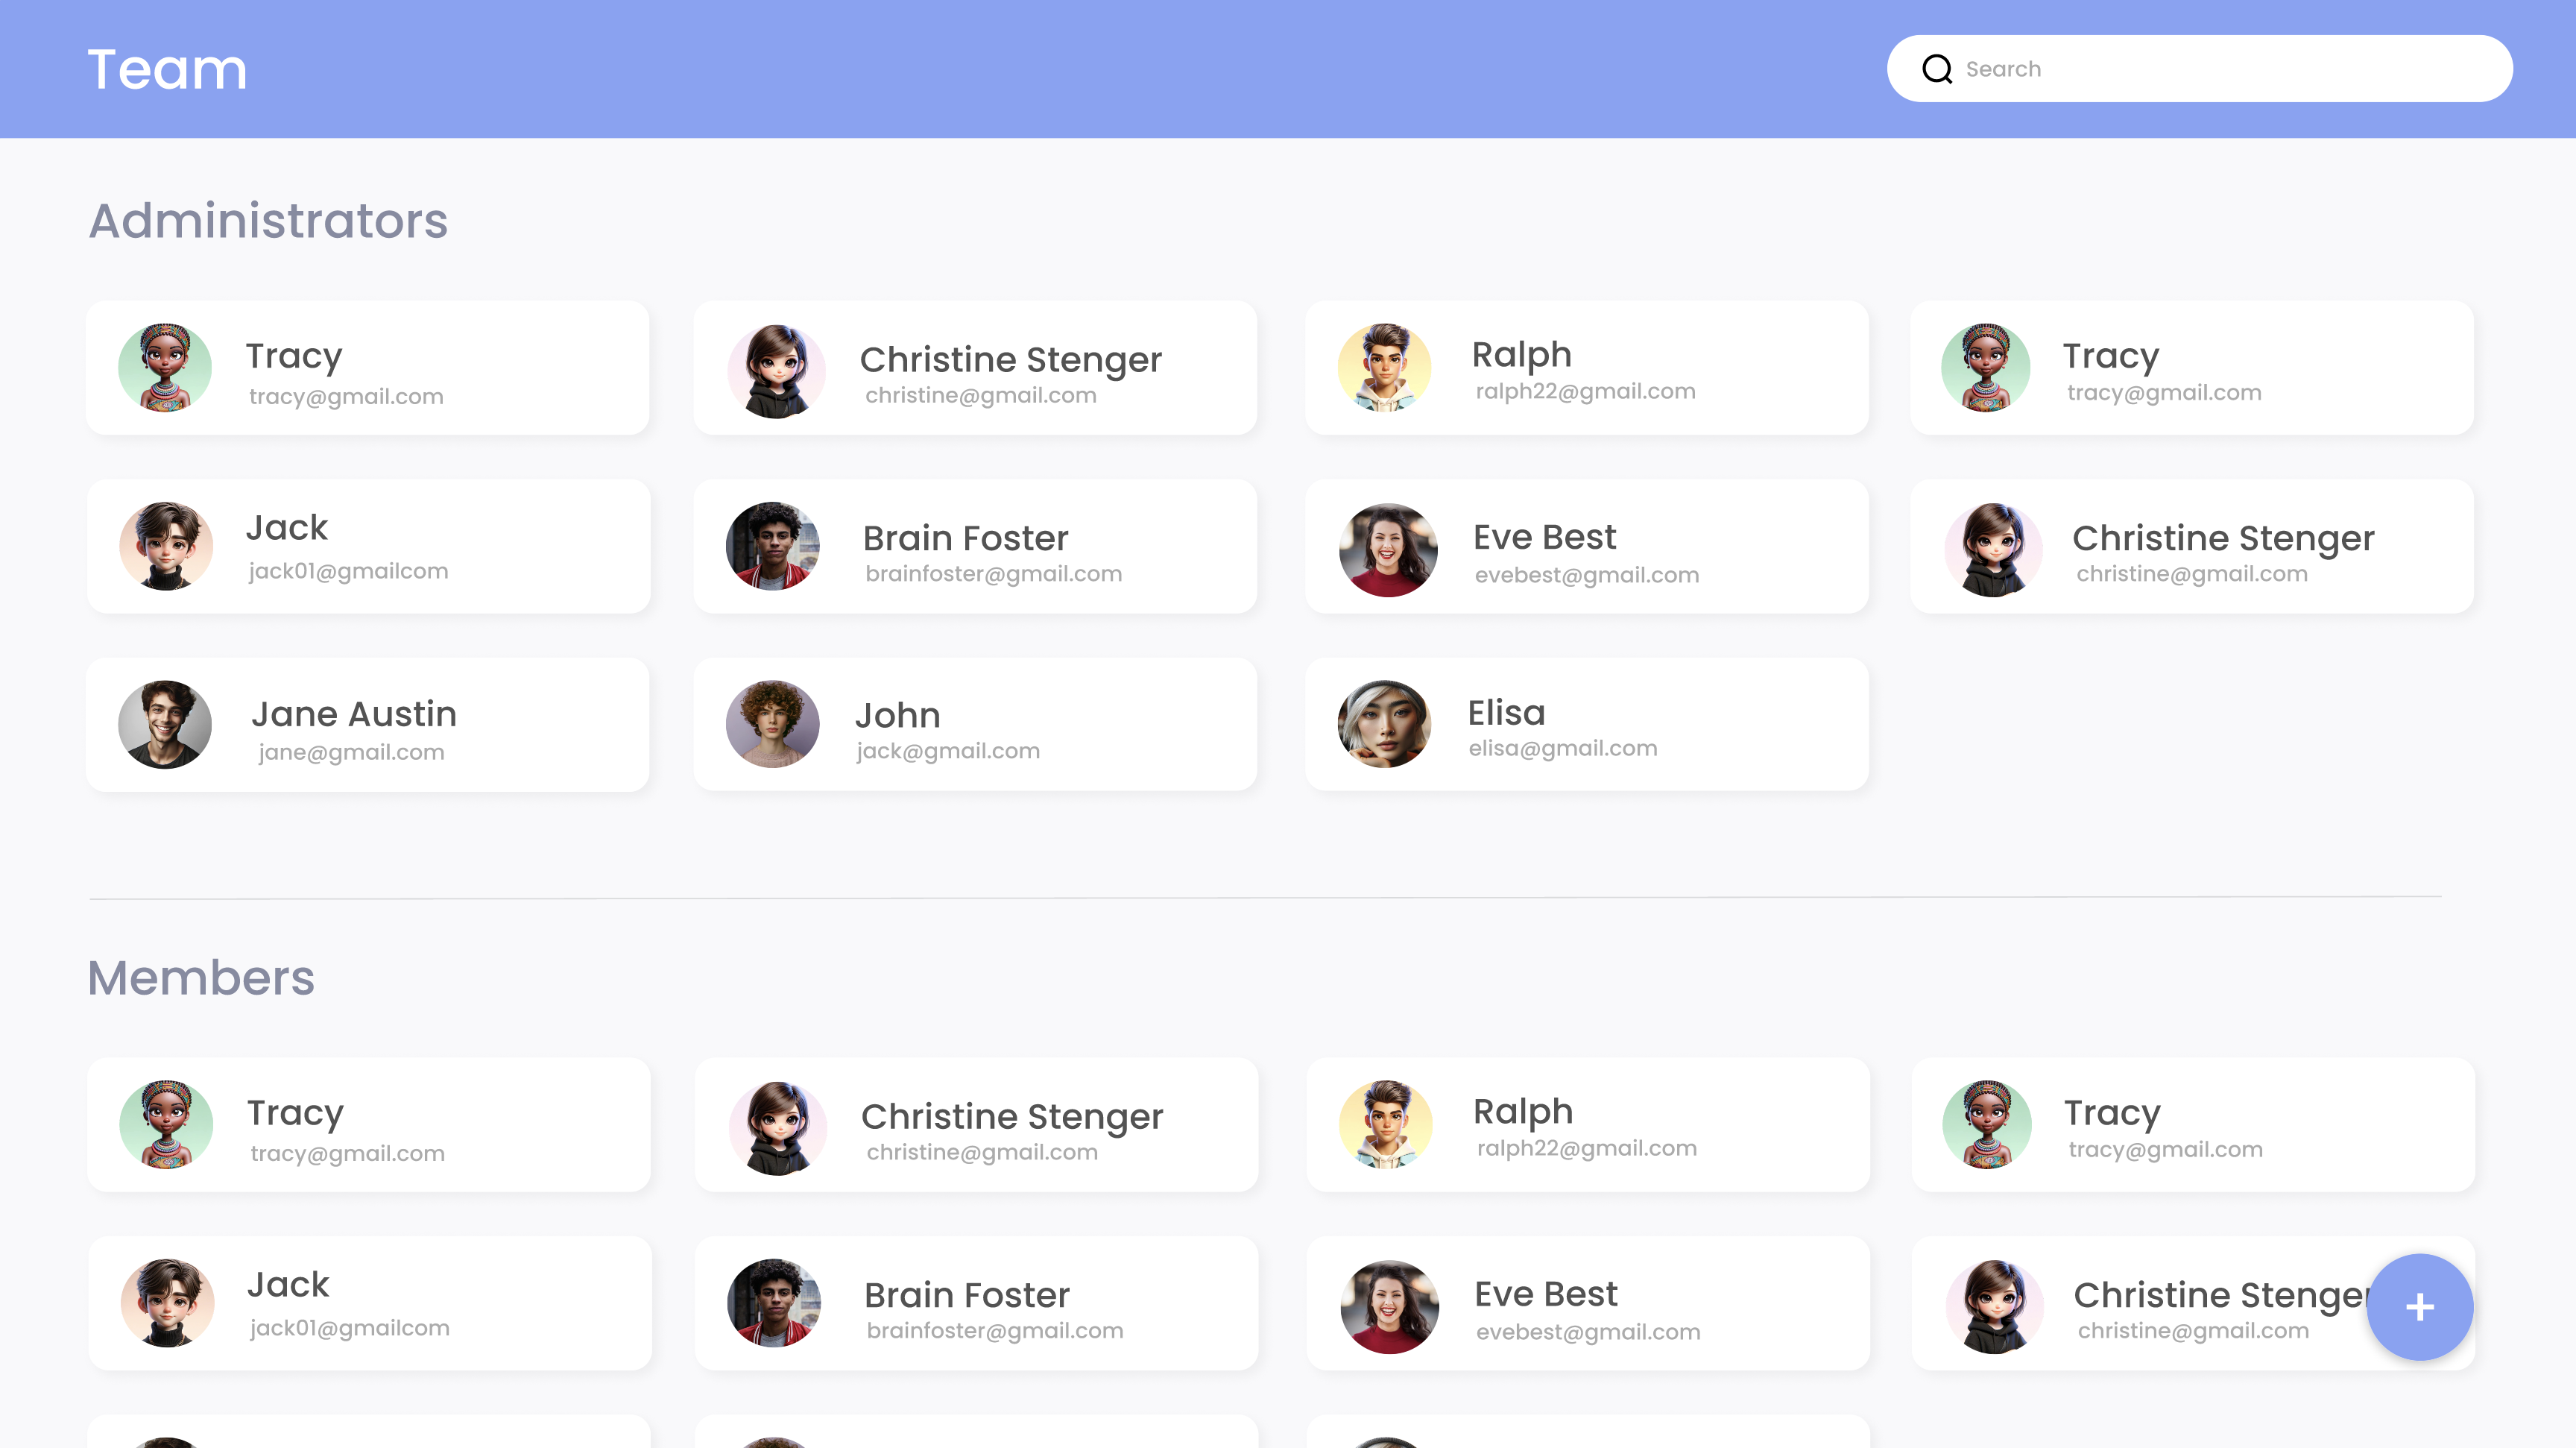 Team
Search
Administrators
Tracy
tracy@gmail.com
Christine Stenger
christine@gmail.com
Ralph
ralph22@gmail.com
Tracy
tracy@gmail.com
Jack
jack01@gmailcom
Brain Foster
brainfoster@gmail.com
Eve Best
evebest@gmail.com
Christine Stenger
christine@gmail.com
Jane Austin
jane@gmail.com
John
jack@gmail.com
Elisa
elisa@gmail.com
Members
Tracy
tracy@gmail.com
Christine Stenger
christine@gmail.com
Ralph
ralph22@gmail.com
Tracy
tracy@gmail.com
Jack
jack01@gmailcom
Brain Foster
brainfoster@gmail.com
Eve Best
evebest@gmail.com
Christine Stenger
christine@gmail.com